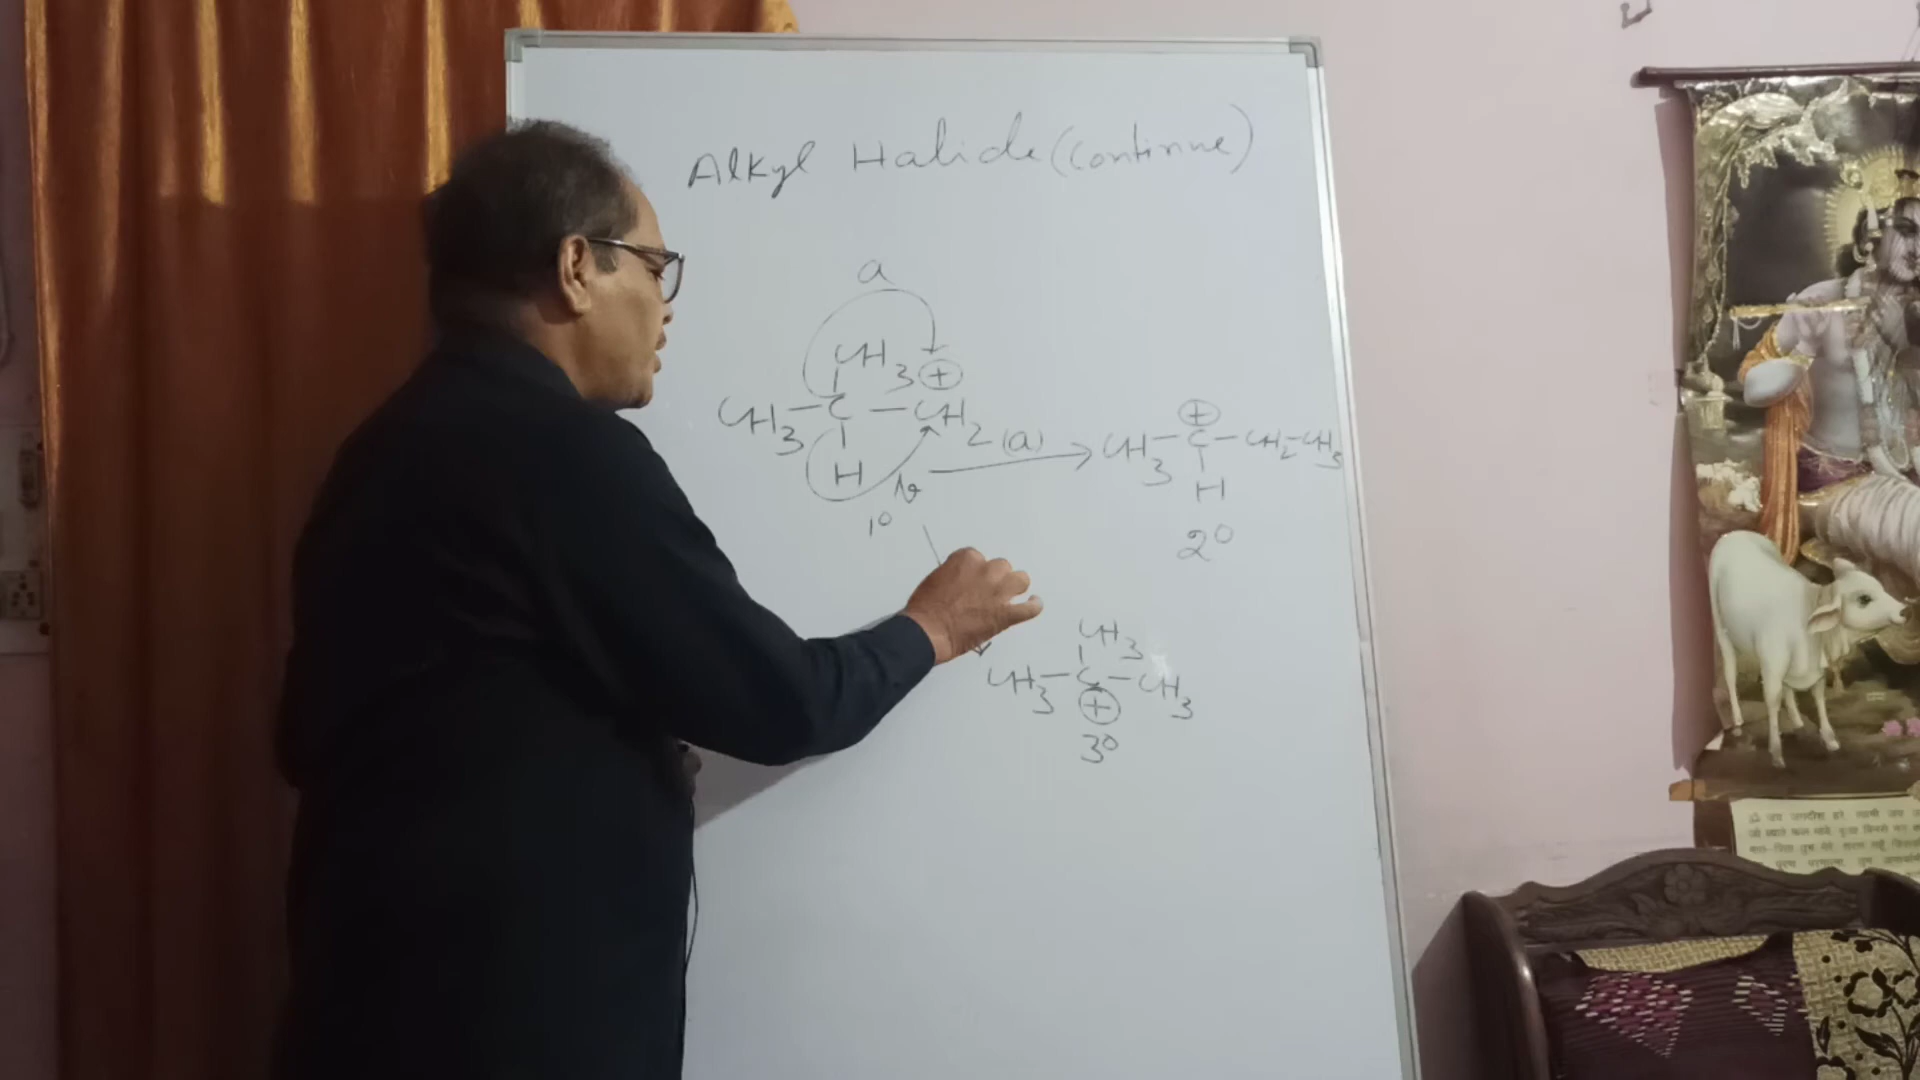 Alkyl Halide (Continue)
a
CH3 ⊕
CH3 – C – CH2
H
b
1°
(a)
⊕
CH3 – C – CH2 – CH3
H
2°
CH3
CH3 – C – CH3
⊕
3°